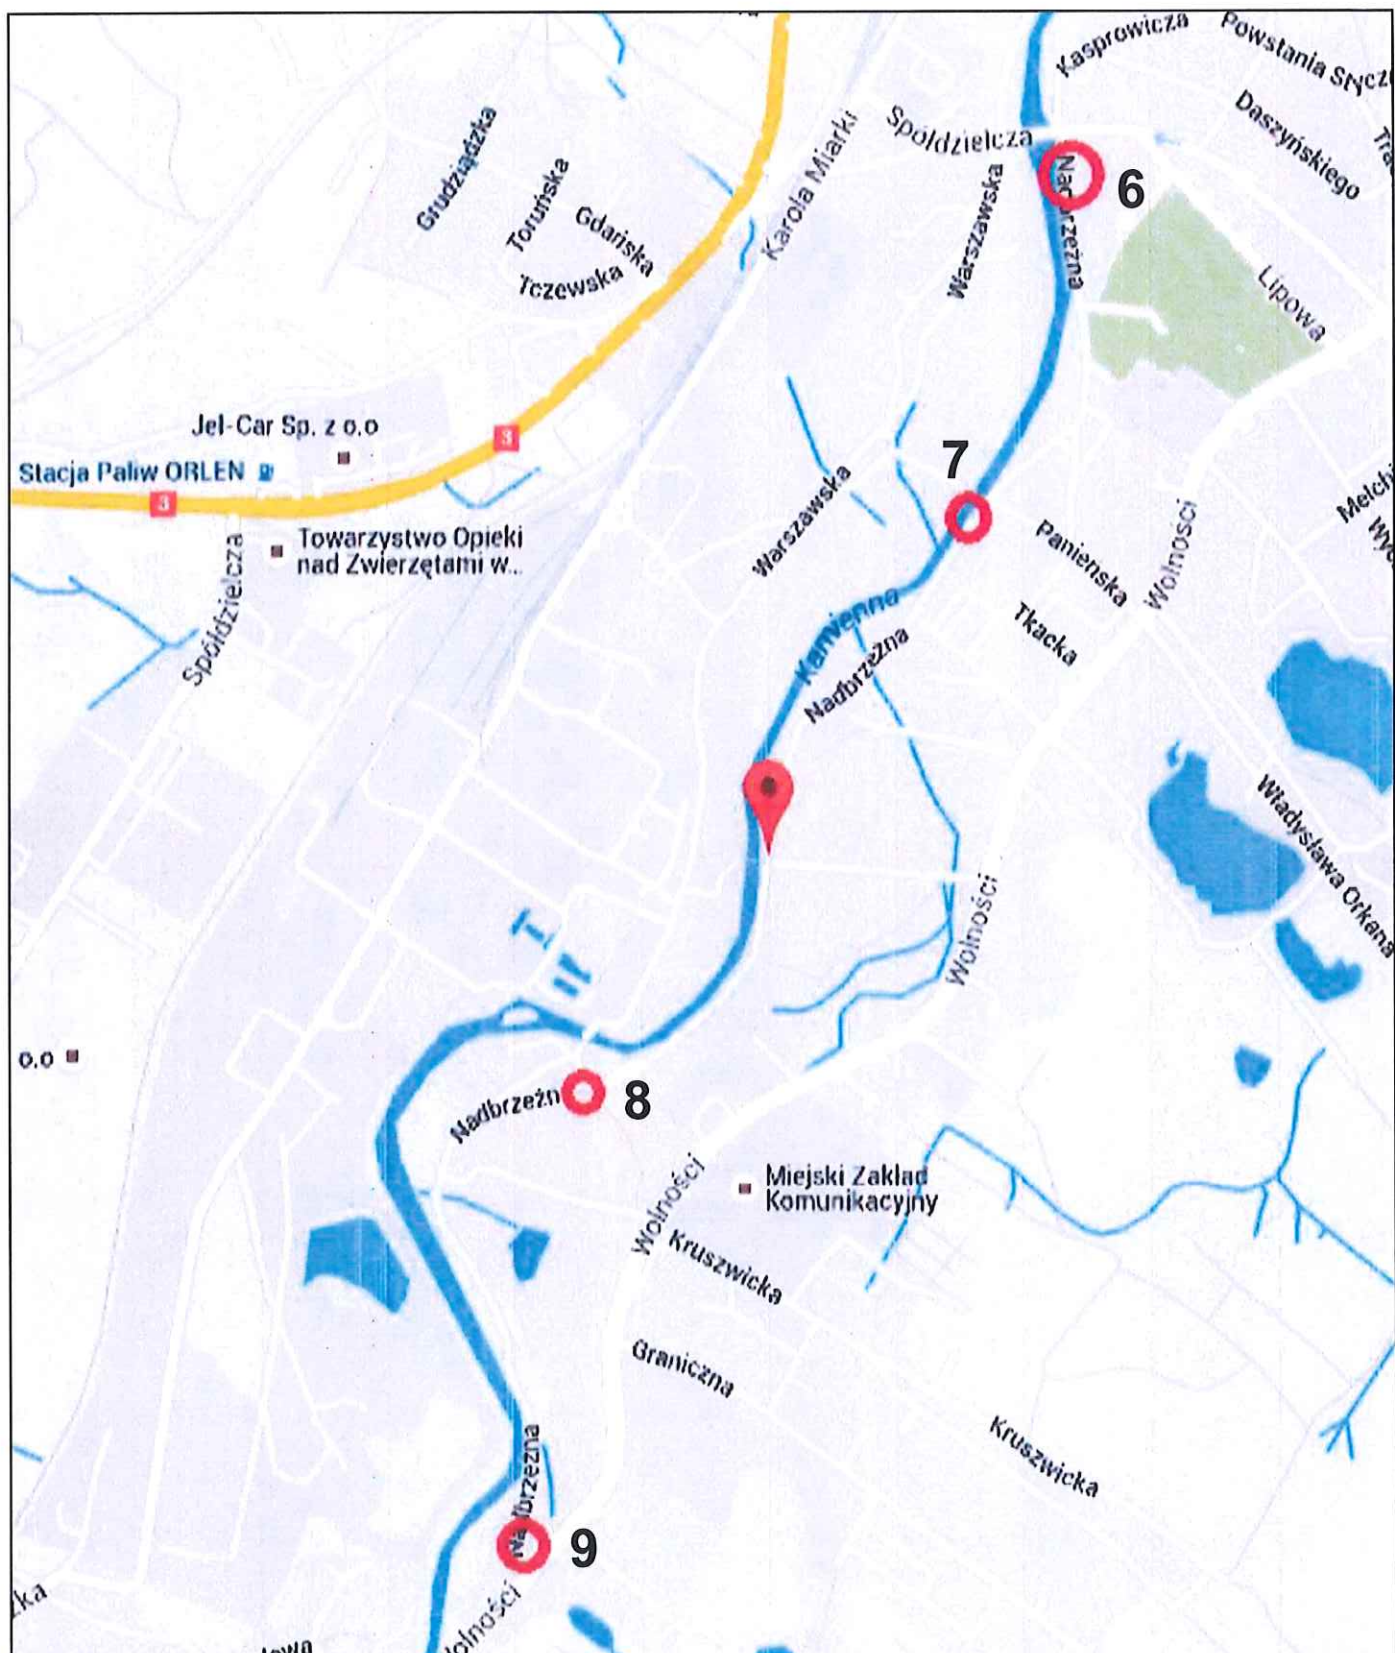 Kasprowicza
Powstania Stycz
Daszyńskiego
Grudziądzka
Toruńska
Gdańska
Tczewska
Karola Miarki
Spółdzielcza
Warszawska
Nadbrzeżna
6
Lipowa
Jel-Car Sp. z o.o
3
Stacja Paliw ORLEN
3
Towarzystwo Opieki
nad Zwierzętami w...
Spółdzielcza
7
Warszawska
Panieńska
Wolności
Melchi
Tkacka
Kamienna
Nadbrzeżna
Władysława Orkana
Wolności
o.o
Nadbrzeżn
8
Miejski Zakład
Komunikacyjny
Wolności
Kruszwicka
Graniczna
Kruszwicka
Nadbrzeżna
9
olności